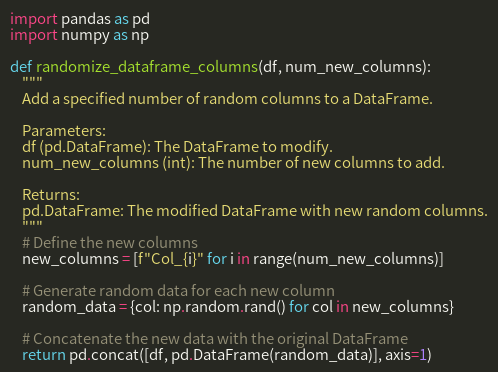 import pandas as pd
import numpy as np

def randomize_dataframe_columns(df, num_new_columns):
    """
    Add a specified number of random columns to a DataFrame.

    Parameters:
    df (pd.DataFrame): The DataFrame to modify.
    num_new_columns (int): The number of new columns to add.

    Returns:
    pd.DataFrame: The modified DataFrame with new random columns.
    """
    # Define the new columns
    new_columns = [f"Col_{i}" for i in range(num_new_columns)]

    # Generate random data for each new column
    random_data = {col: np.random.rand() for col in new_columns}

    # Concatenate the new data with the original DataFrame
    return pd.concat([df, pd.DataFrame(random_data)], axis=1)